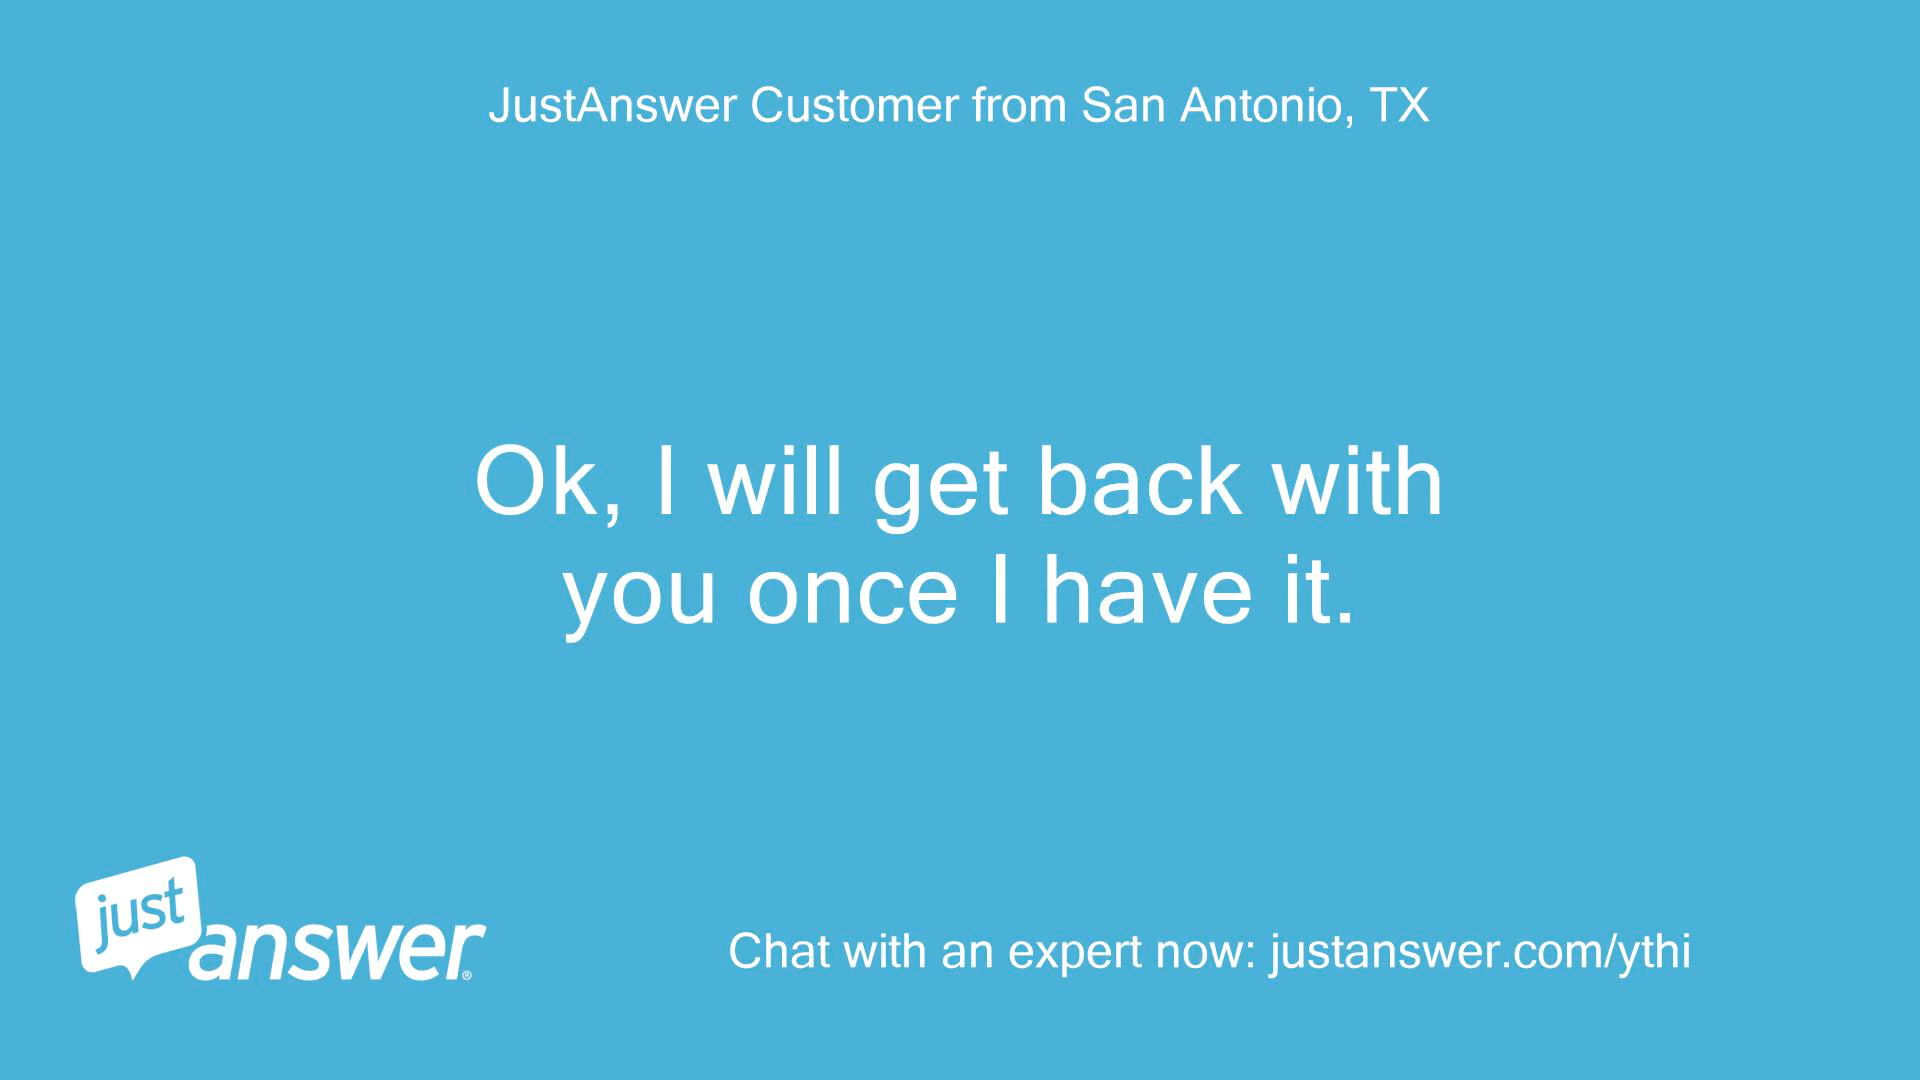 JustAnswer Customer from San Antonio, TX
Ok, I will get back with
you once I have it.
just
answer®
Chat with an expert now: justanswer.com/ythi